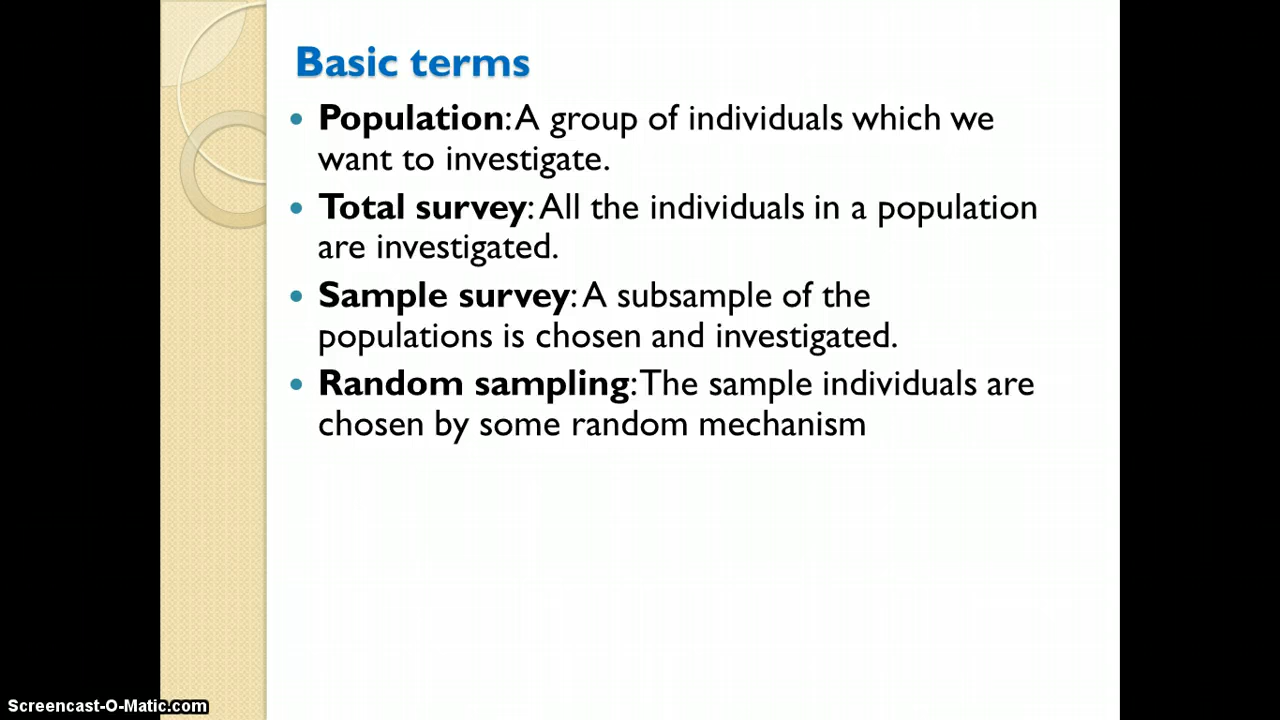 Basic terms
• Population: A group of individuals which we
want to investigate.
• Total survey: All the individuals in a population
are investigated.
• Sample survey: A subsample of the
populations is chosen and investigated.
• Random sampling: The sample individuals are
chosen by some random mechanism
Screencast-O-Matic.com